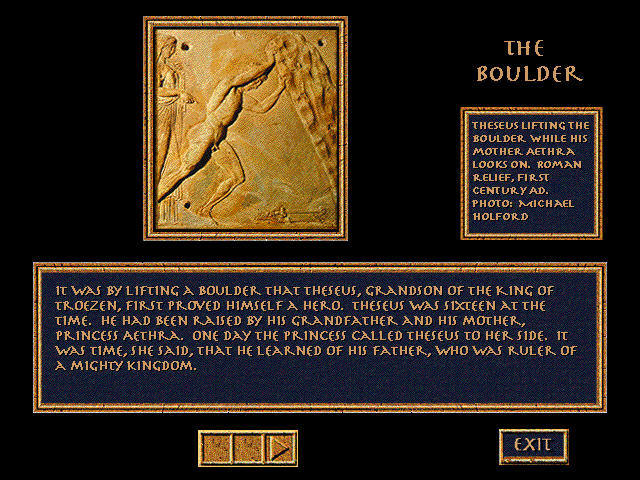 THE
BOULDER
THESEUS LIFTING THE
BOULDER WHILE HIS
MOTHER AETHRA
LOOKS ON. ROMAN
RELIEF, FIRST
CENTURY AD.
PHOTO: MICHAEL
HOLFORD
IT WAS BY LIFTING A BOULDER THAT THESEUS, GRANDSON OF THE KING OF
TROEZEN, FIRST PROVED HIMSELF A HERO. THESEUS WAS SIXTEEN AT THE
TIME. HE HAD BEEN RAISED BY HIS GRANDFATHER AND HIS MOTHER,
PRINCESS AETHRA. ONE DAY THE PRINCESS CALLED THESEUS TO HER SIDE. IT
WAS TIME, SHE SAID, THAT HE LEARNED OF HIS FATHER, WHO WAS RULER OF
A MIGHTY KINGDOM.
EXIT